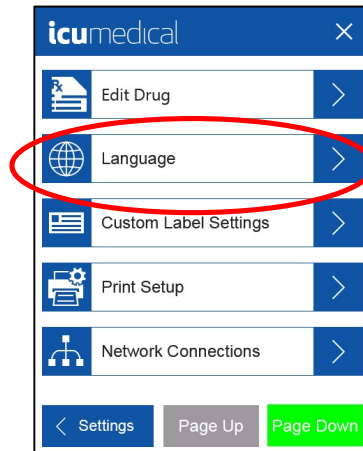 icumedical
Edit Drug
Language
Custom Label Settings
Print Setup
Network Connections
Settings Page Up Page Down